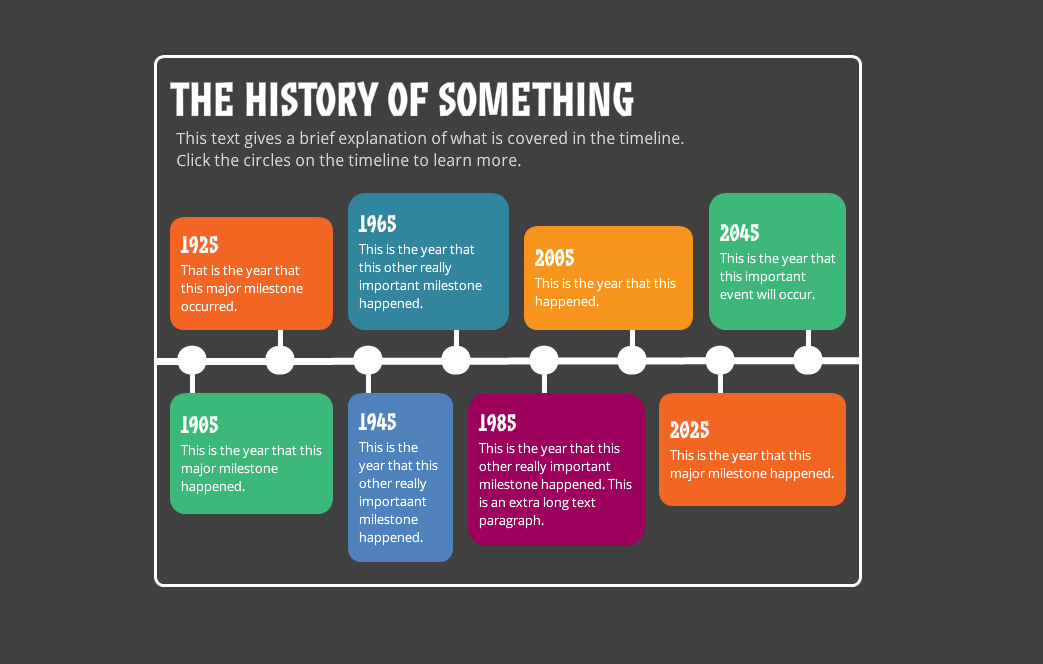 THE HISTORY OF SOMETHING
This text gives a brief explanation of what is covered in the timeline.
Click the circles on the timeline to learn more.
1925
That is the year that
this major milestone
occurred.
1965
This is the year that
this other really
important milestone
happened.
2005
This is the year that this
happened.
2045
This is the year that
this important
event will occur.
1905
This is the year that this
major milestone
happened.
1945
This is the
year that this
other really
importaant
milestone
happened.
1985
This is the year that this
other really important
milestone happened. This
is an extra long text
paragraph.
2025
This is the year that this
major milestone happened.